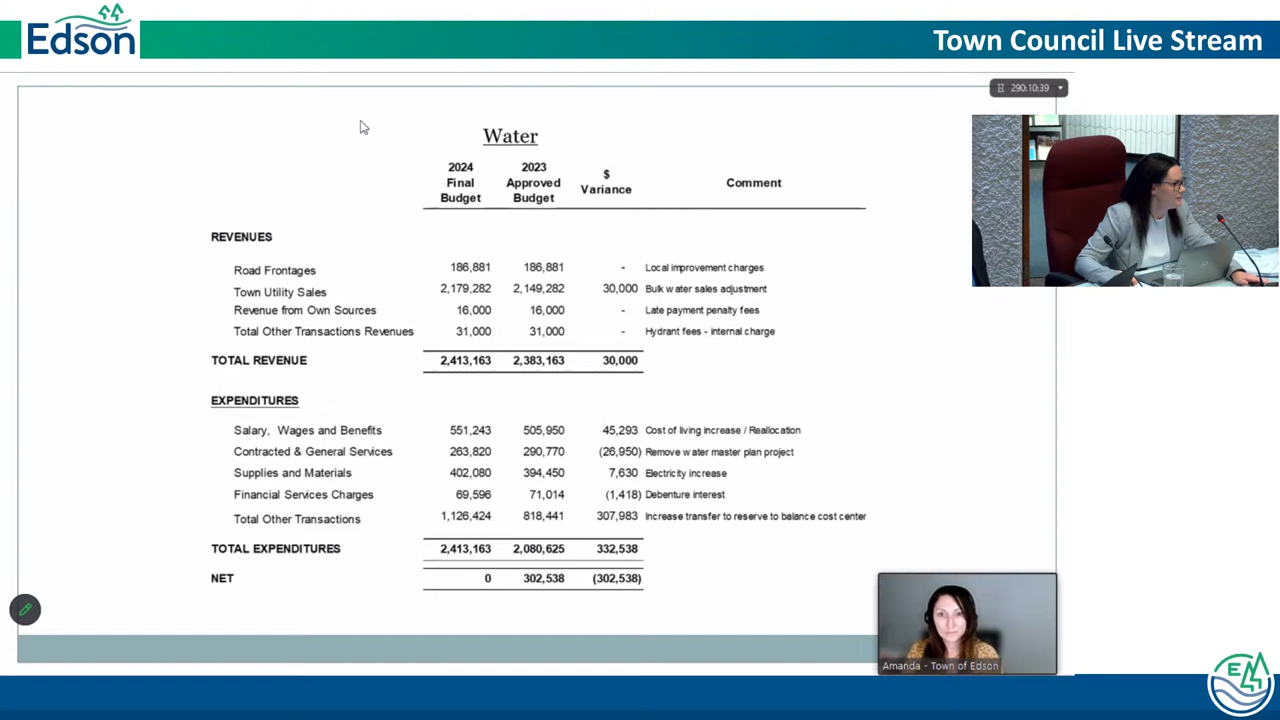 Edson
Town Council Live Stream
290:10:39
Water
2024 Final Budget 2023 Approved Budget $ Variance Comment
REVENUES
Road Frontages 186,881 186,881 - Local improvement charges
Town Utility Sales 2,179,282 2,149,282 30,000 Bulk water sales adjustment
Revenue from Own Sources 16,000 16,000 - Late payment penalty fees
Total Other Transactions Revenues 31,000 31,000 - Hydrant fees - internal charge
TOTAL REVENUE 2,413,163 2,383,163 30,000
EXPENDITURES
Salary, Wages and Benefits 551,243 505,950 45,293 Cost of living increase / Reallocation
Contracted & General Services 263,820 290,770 (26,950) Remove water master plan project
Supplies and Materials 402,080 394,450 7,630 Electricity increase
Financial Services Charges 69,596 71,014 (1,418) Debenture interest
Total Other Transactions 1,126,424 818,441 307,983 Increase transfer to reserve to balance cost center
TOTAL EXPENDITURES 2,413,163 2,080,625 332,538
NET 0 302,538 (302,538)
Amanda - Town of Edson